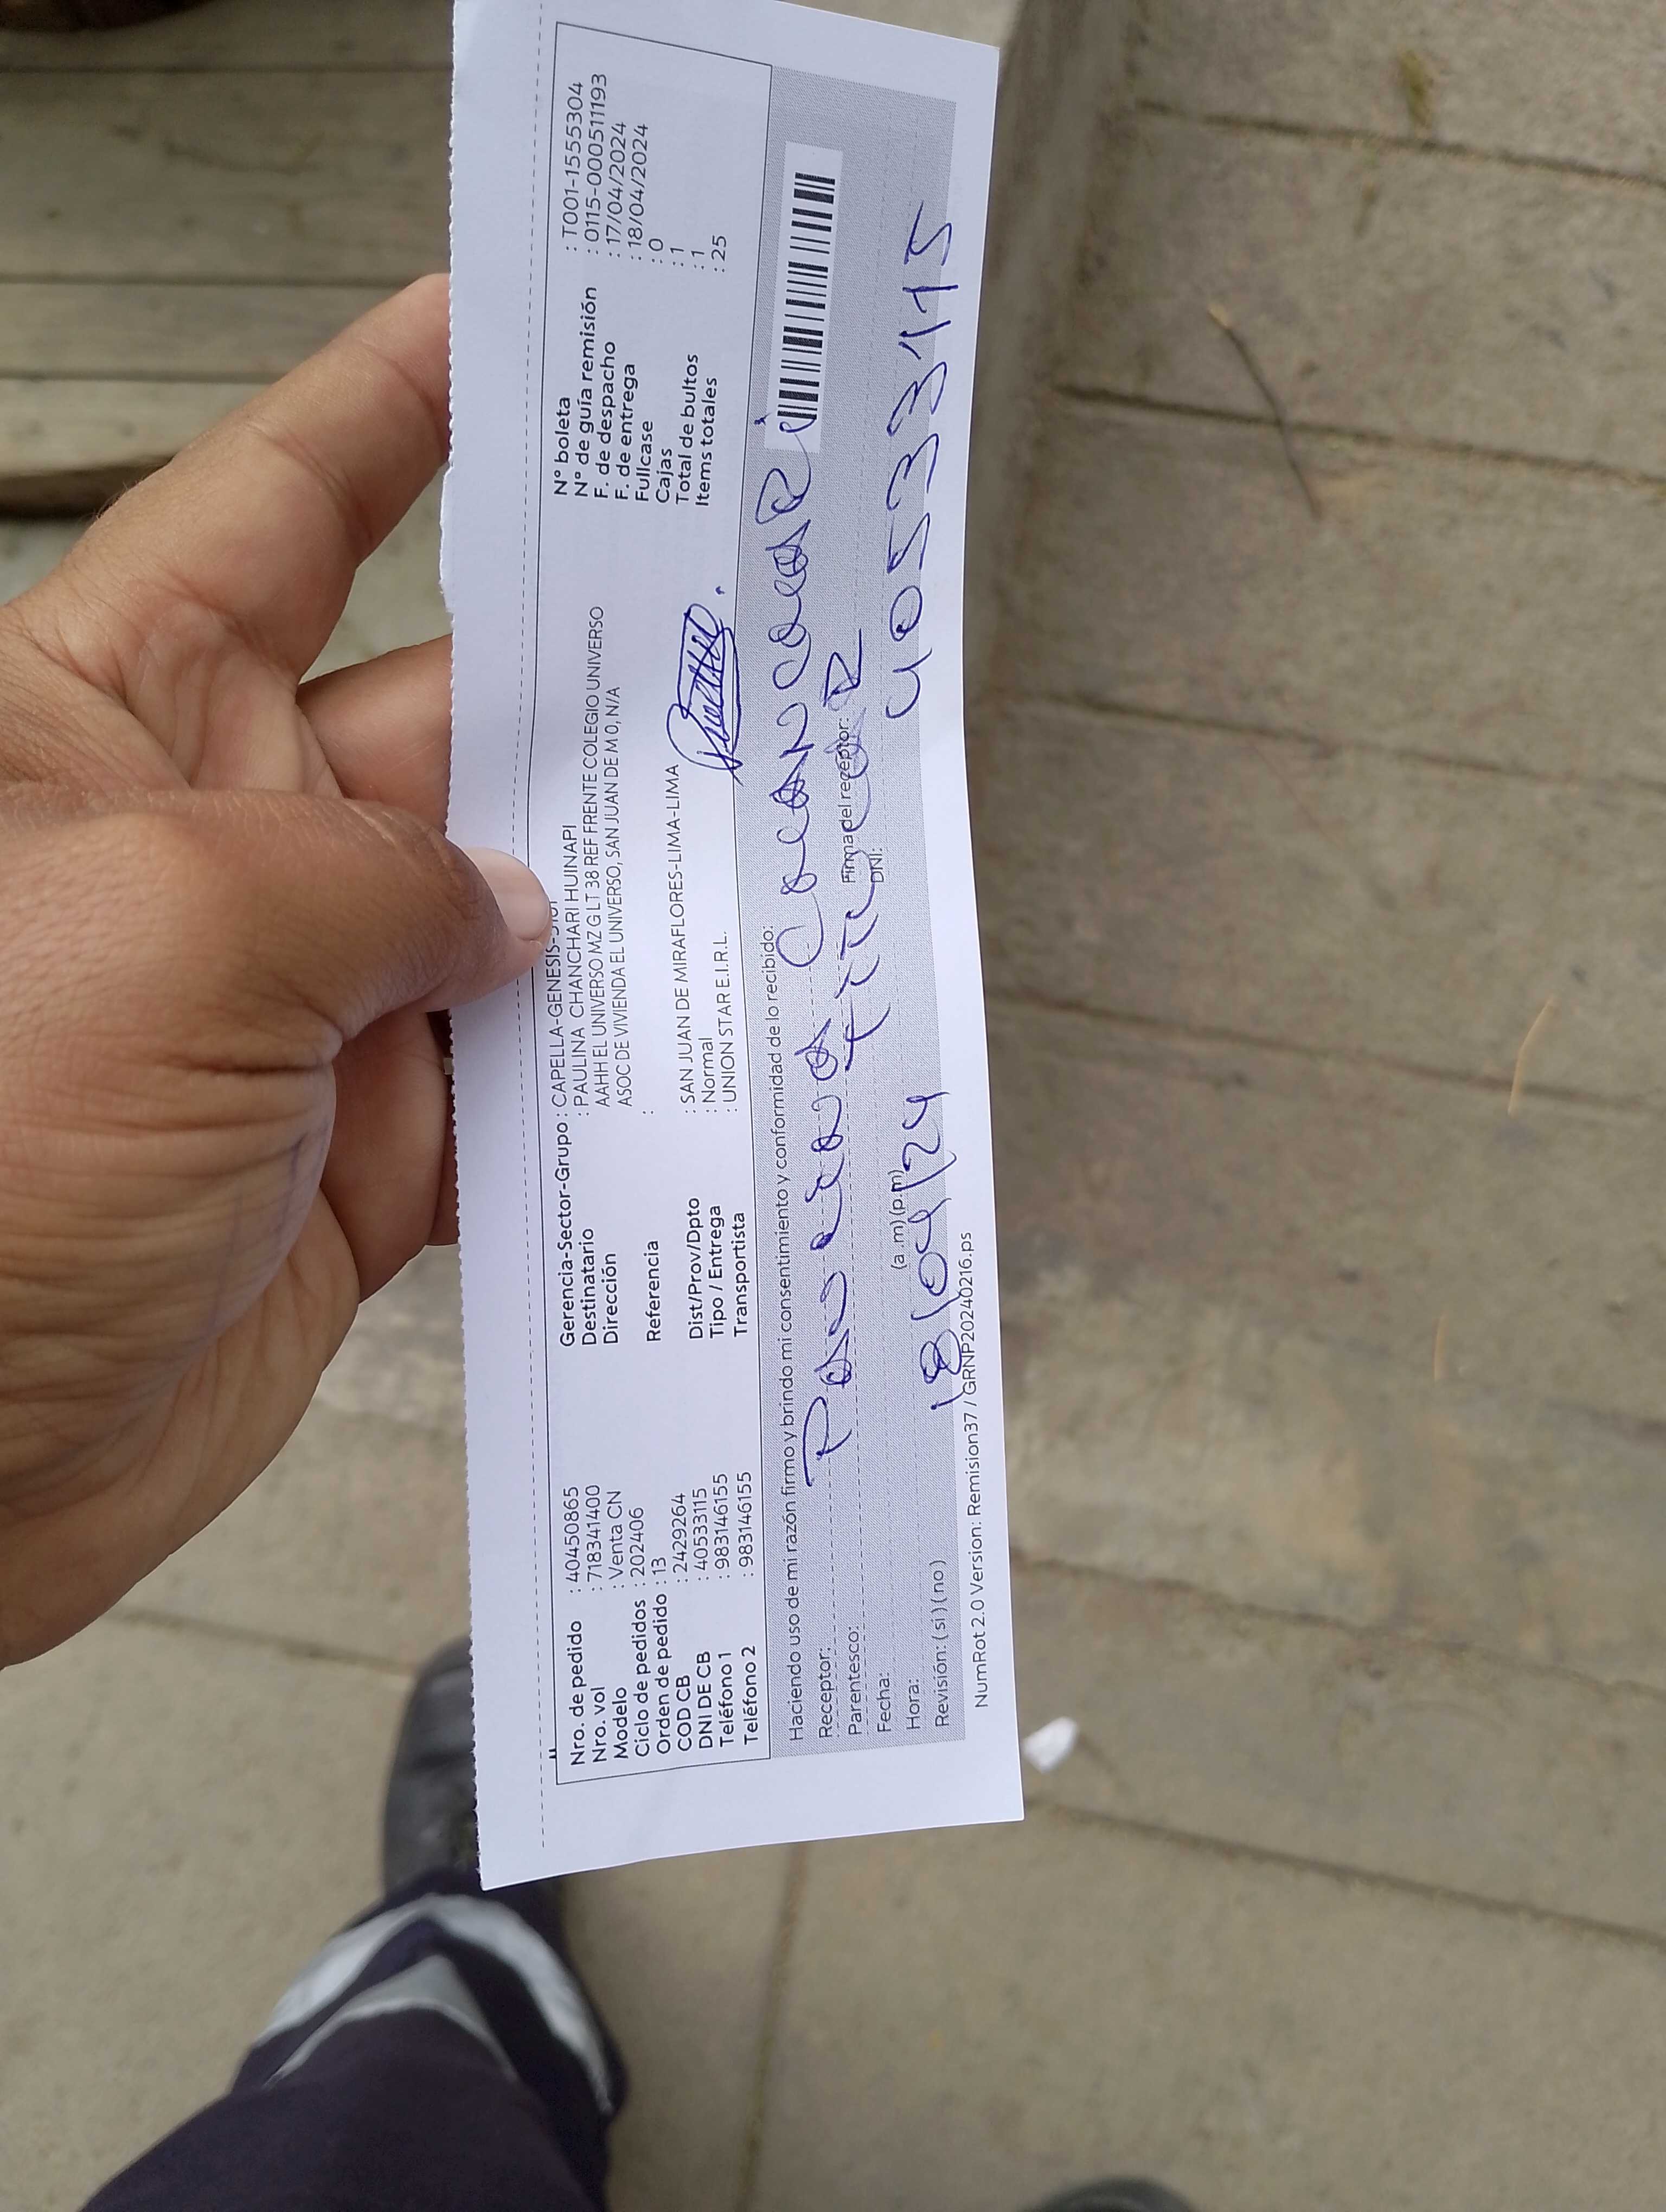 Nro. de pedido : 40450865
Nro. vol : 718341400
Modelo : Venta CN
Ciclo de pedidos : 202406
Orden de pedido : 13
COD CB : 2429264
DNI DE CB : 40533115
Teléfono 1 : 983146155
Teléfono 2 : 983146155
Gerencia-Sector-Grupo : CAPELLA-GENESIS-
Destinatario : PAULINA CHANCHARI HUINAPI
Dirección AAHH EL UNIVERSO MZ G LT 38 REF FRENTE COLEGIO UNIVERSO
ASOC DE VIVIENDA EL UNIVERSO, SAN JUAN DE M 0, N/A
Referencia :
Dist/Prov/Dpto : SAN JUAN DE MIRAFLORES-LIMA-LIMA
Tipo / Entrega : Normal
Transportista : UNION STAR E.I.R.L.
N° boleta : T001-1555304
N° de guía remisión : 0115-000511193
F. de despacho : 17/04/2024
F. de entrega : 18/04/2024
Fullcase : 0
Cajas : 1
Total de bultos : 1
Items totales : 25
Haciendo uso de mi razón firmo y brindo mi consentimiento y conformidad de lo recibido:
Receptor:
Parentesco: Firma del receptor:
Fecha: DNI: 40533115
Hora: (a.m) (p.m)
18/04/24
Revisión: ( si ) ( no )
NumRot 2.0 Version: Remision37 / GRNP20240216.ps